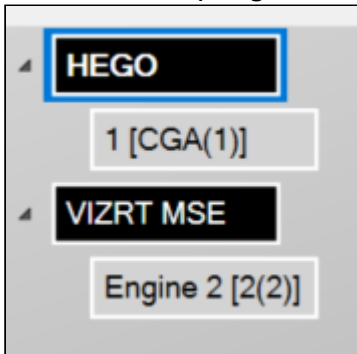 HEGO
1 [CGA(1)]
VIZRT MSE
Engine 2 [2(2)]